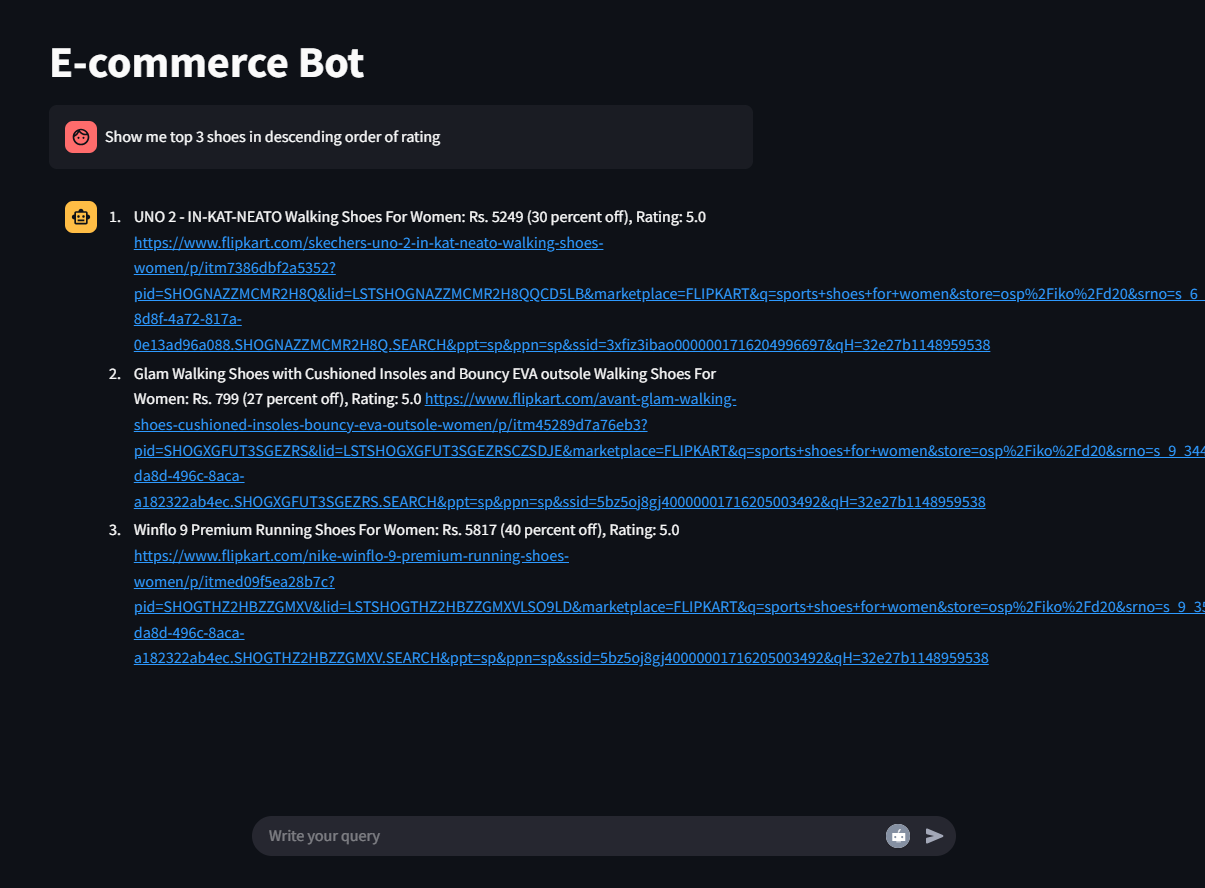 E-commerce Bot
Show me top 3 shoes in descending order of rating
1. UNO 2 - IN-KAT-NEATO Walking Shoes For Women: Rs. 5249 (30 percent off), Rating: 5.0
https://www.flipkart.com/skechers-uno-2-in-kat-neato-walking-shoes-
women/p/itm7386dbf2a5352?
pid=SHOGNAZZMCMR2H8Q&lid=LSTSHOGNAZZMCMR2H8QQCD5LB&marketplace=FLIPKART&q=sports+shoes+for+women&store=osp%2Fiko%2Fd20&srno=s_6_
8d8f-4a72-817a-
0e13ad96a088.SHOGNAZZMCMR2H8Q.SEARCH&ppt=sp&ppn=sp&ssid=3xfiz3ibao0000001716204996697&qH=32e27b1148959538
2. Glam Walking Shoes with Cushioned Insoles and Bouncy EVA outsole Walking Shoes For
Women: Rs. 799 (27 percent off), Rating: 5.0 https://www.flipkart.com/avant-glam-walking-
shoes-cushioned-insoles-bouncy-eva-outsole-women/p/itm45289d7a76eb3?
pid=SHOGXGFUT3SGEZRS&lid=LSTSHOGXGFUT3SGEZRSCZSDJE&marketplace=FLIPKART&q=sports+shoes+for+women&store=osp%2Fiko%2Fd20&srno=s_9_344
da8d-496c-8aca-
a182322ab4ec.SHOGXGFUT3SGEZRS.SEARCH&ppt=sp&ppn=sp&ssid=5bz5oj8gj40000001716205003492&qH=32e27b1148959538
3. Winflo 9 Premium Running Shoes For Women: Rs. 5817 (40 percent off), Rating: 5.0
https://www.flipkart.com/nike-winflo-9-premium-running-shoes-
women/p/itmed09f5ea28b7c?
pid=SHOGTHZ2HBZZGMXV&lid=LSTSHOGTHZ2HBZZGMXVLSO9LD&marketplace=FLIPKART&q=sports+shoes+for+women&store=osp%2Fiko%2Fd20&srno=s_9_35
da8d-496c-8aca-
a182322ab4ec.SHOGTHZ2HBZZGMXV.SEARCH&ppt=sp&ppn=sp&ssid=5bz5oj8gj40000001716205003492&qH=32e27b1148959538
Write your query